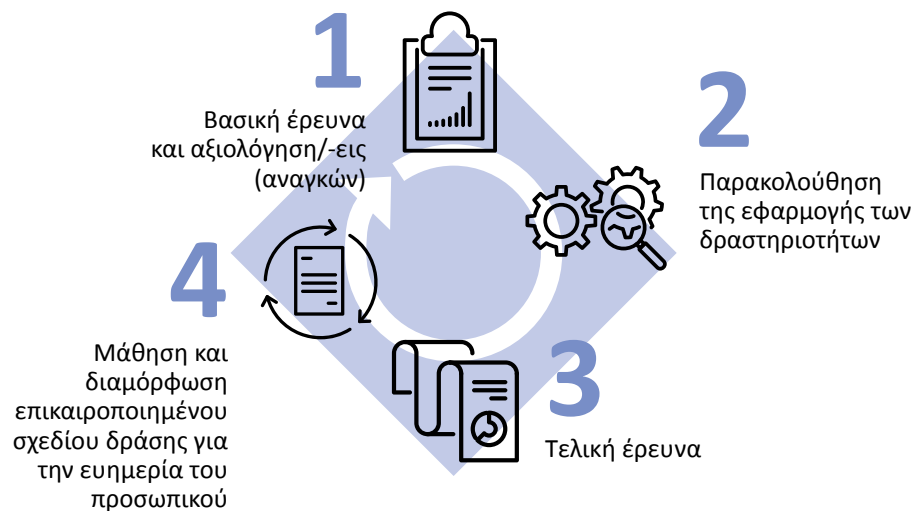 1
Βασική έρευνα
και αξιολόγηση/-εις
(αναγκών)
2
Παρακολούθηση
της εφαρμογής των
δραστηριοτήτων
3
Τελική έρευνα
4
Μάθηση και
διαμόρφωση
επικαιροποιημένου
σχεδίου δράσης για
την ευημερία του
προσωπικού